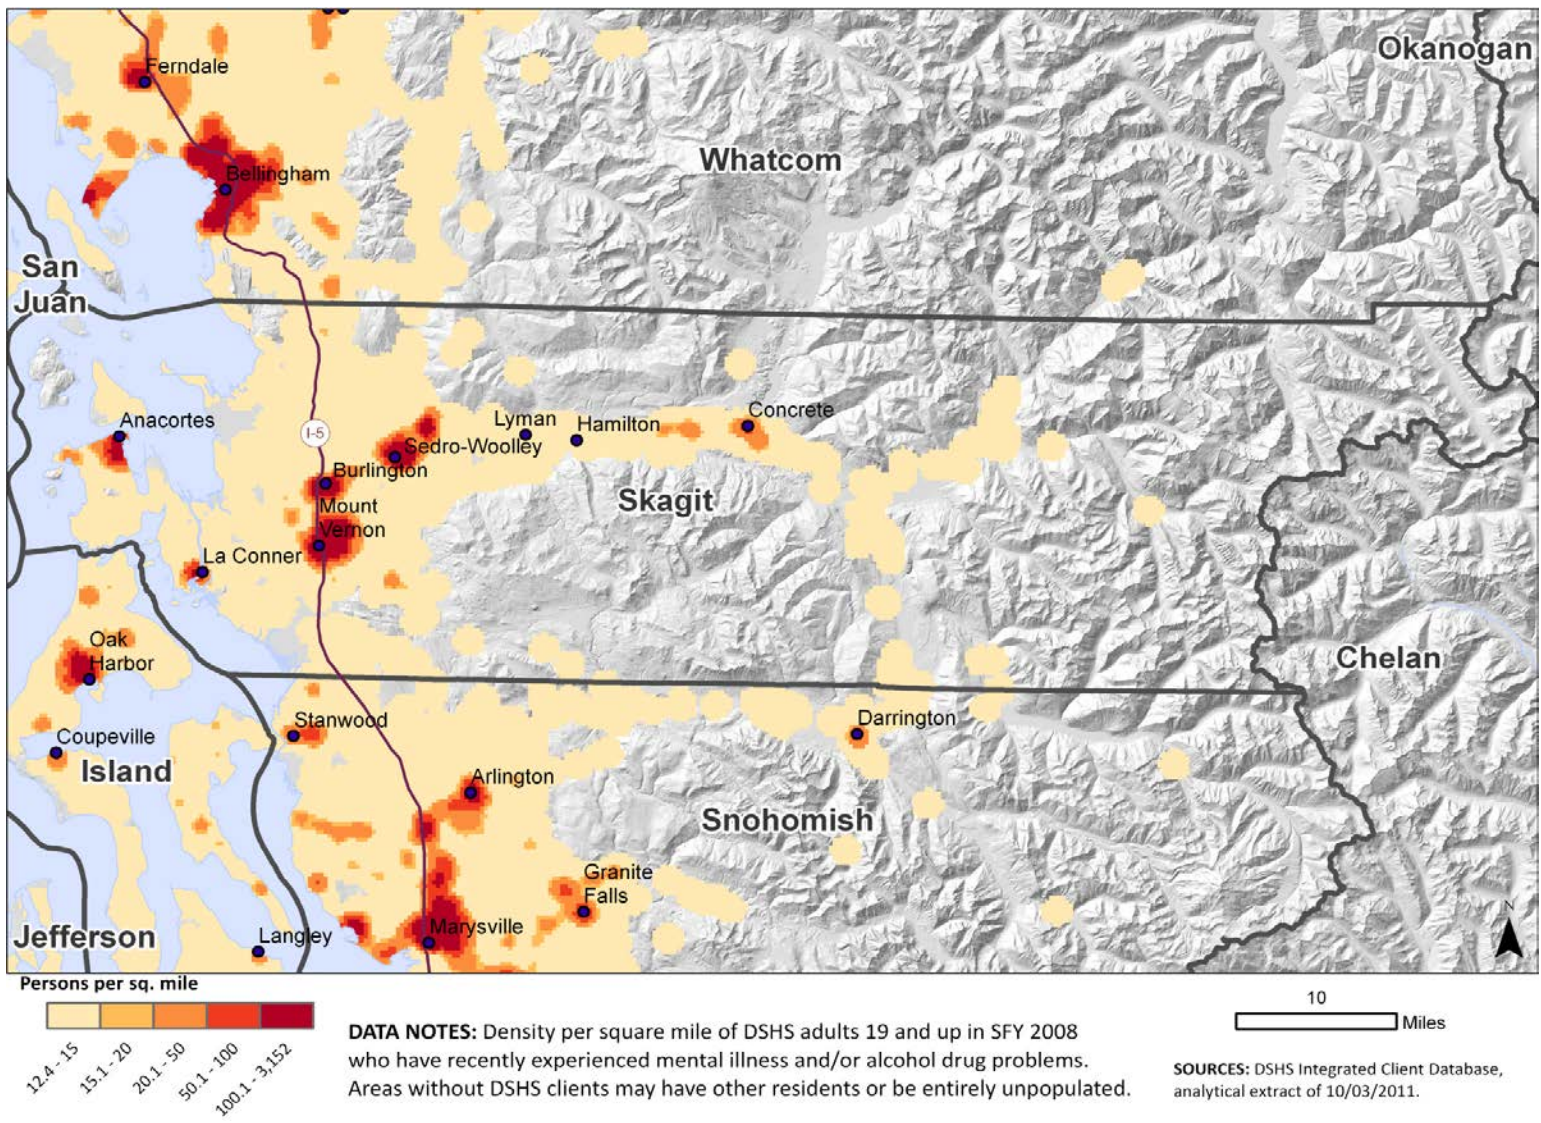 Okanogan
Ferndale
Whatcom
Bellingham
San
Juan
Anacortes
I-5
Lyman
Hamilton
Concrete
Sedro-Woolley
Burlington
Mount
Vernon
Skagit
La Conner
Oak
Harbor
Chelan
Stanwood
Darrington
Coupeville
Island
Arlington
Snohomish
Granite
Falls
Marysville
Jefferson
Langley
N
Persons per sq. mile
12.4 - 15
15.1 - 20
20.1 - 50
50.1 - 100
100.1 - 3,152
DATA NOTES: Density per square mile of DSHS adults 19 and up in SFY 2008
who have recently experienced mental illness and/or alcohol drug problems.
Areas without DSHS clients may have other residents or be entirely unpopulated.
10
Miles
SOURCES: DSHS Integrated Client Database,
analytical extract of 10/03/2011.